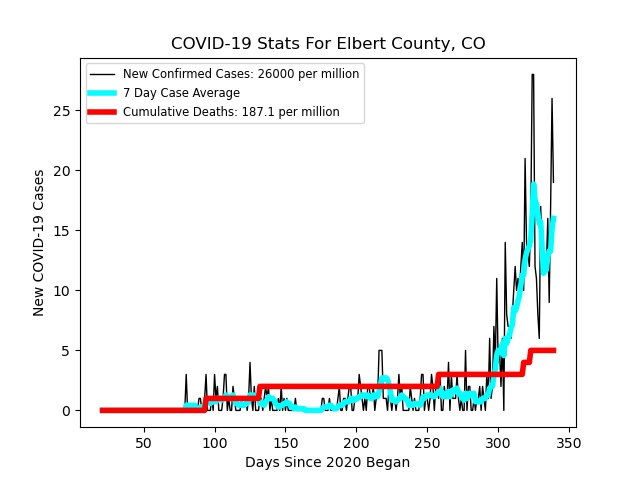 COVID-19 Stats For Elbert County, CO
New Confirmed Cases: 26000 per million
7 Day Case Average
Cumulative Deaths: 187.1 per million
New COVID-19 Cases
25
20
15
10
5
0
50 100 150 200 250 300 350
Days Since 2020 Began